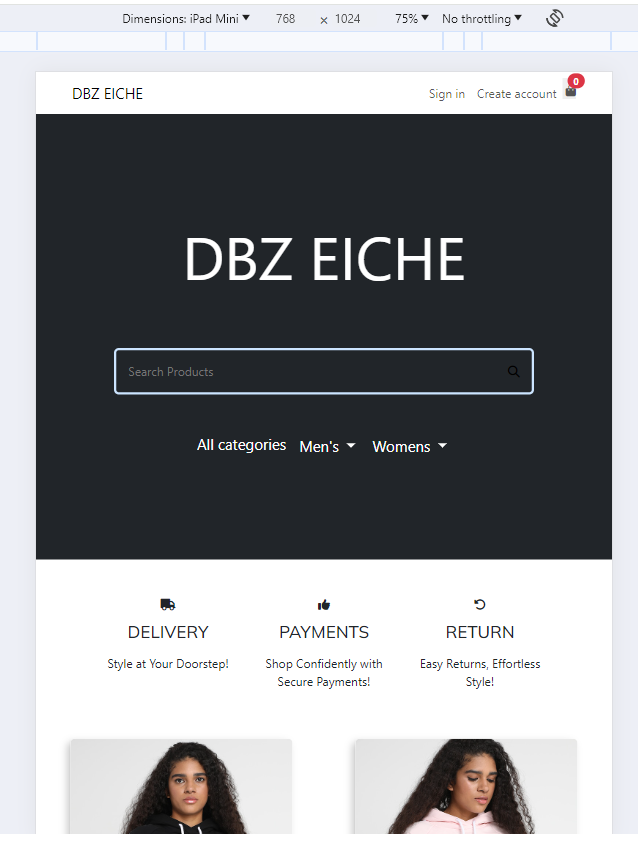 Dimensions: iPad Mini 768 × 1024 75% No throttling
DBZ EICHE Sign in Create account 0
DBZ EICHE
Search Products
All categories Men's Womens
DELIVERY PAYMENTS RETURN
Style at Your Doorstep! Shop Confidently with Easy Returns, Effortless
Secure Payments! Style!